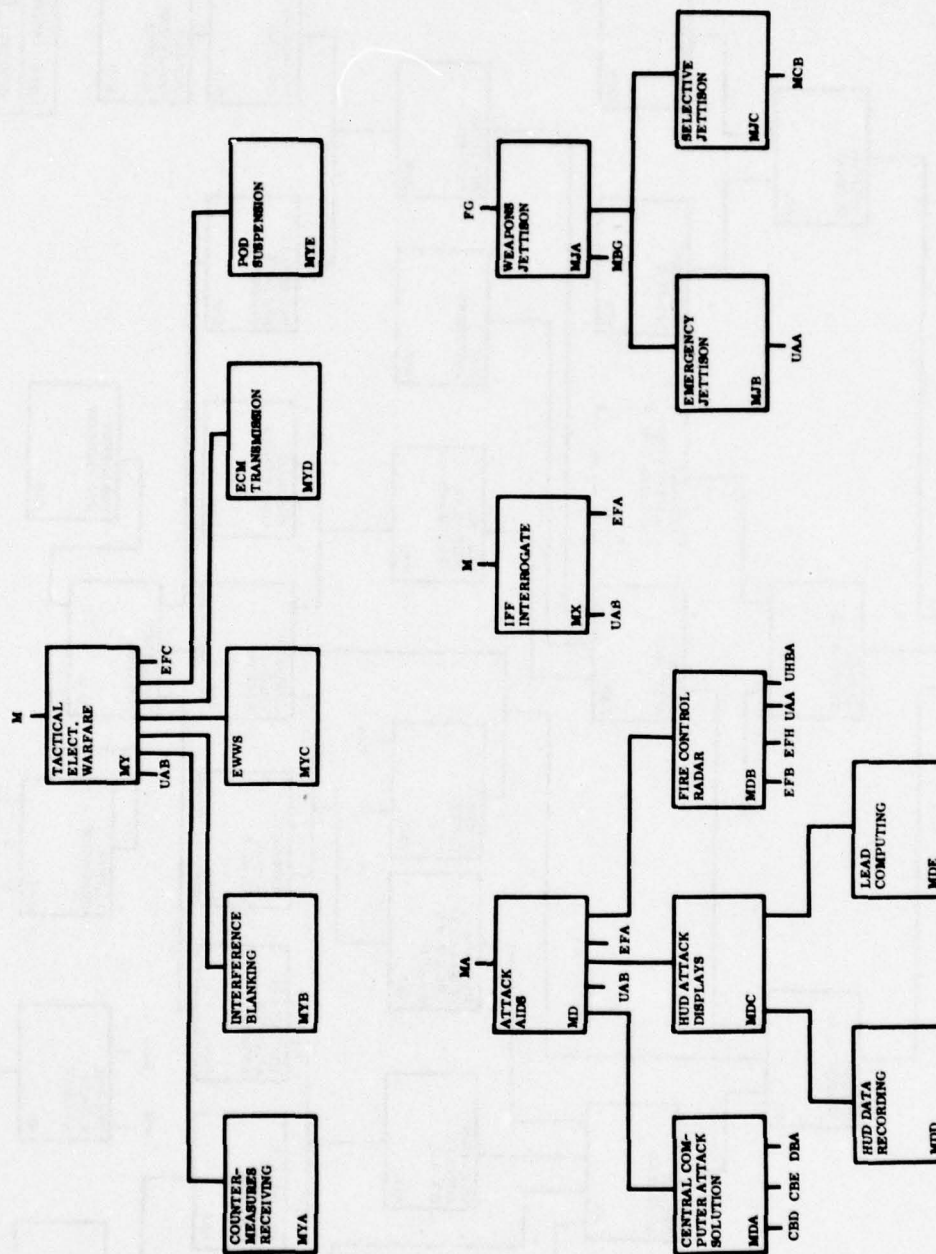 M
TACTICAL
ELECT.
WARFARE
MY
UAB
EFC
COUNTER-
MEASURES
RECEIVING
MYA
INTERFERENCE
BLANKING
MYB
EWWS
MYC
ECM
TRANSMISSION
MYD
POD
SUSPENSION
MYE
MA
ATTACK
AIDS
MD
UAB
EFA
CENTRAL COM-
PUTER ATTACK
SOLUTION
MDA
CBD CBE DBA
HUD ATTACK
DISPLAYS
MDC
FIRE CONTROL
RADAR
MDB
EFB EFH UAA UHBA
HUD DATA
RECORDING
MDD
LEAD
COMPUTING
MDE
M
IFF
INTERROGATE
MX
UAB
EFA
FG
WEAPONS
JETTISON
MJA
MBG
EMERGENCY
JETTISON
MJB
UAA
SELECTIVE
JETTISON
MJC
MCB